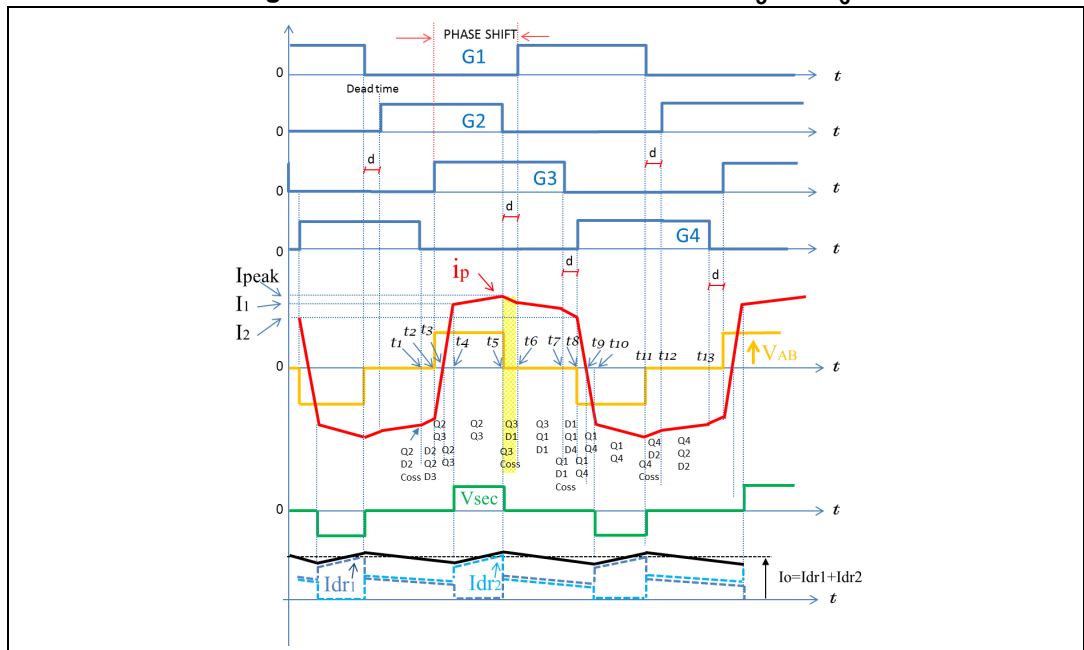 PHASE SHIFT
G1
0
t
Dead time
G2
0
t
d
d
G3
0
t
d
G4
0
t
d
d
Ipeak
ip
I1
I2
t1
t2
t3
t4
t5
t6
t7
t8
t9
t10
t11
t12
t13
VAB
0
t
Q2
D2
Coss
Q2
Q3
D2
Q2
D3
Q2
Q3
Q2
Q3
Q3
D1
Q3
Coss
Q3
Q1
D1
D1
Q1
D4
Q1
D1
Coss
Q1
Q4
Q1
Q4
Q1
Q4
Q4
D2
Q4
Coss
Q4
Q2
D2
Vsec
0
t
Idr1
Idr2
Io=Idr1+Idr2
t